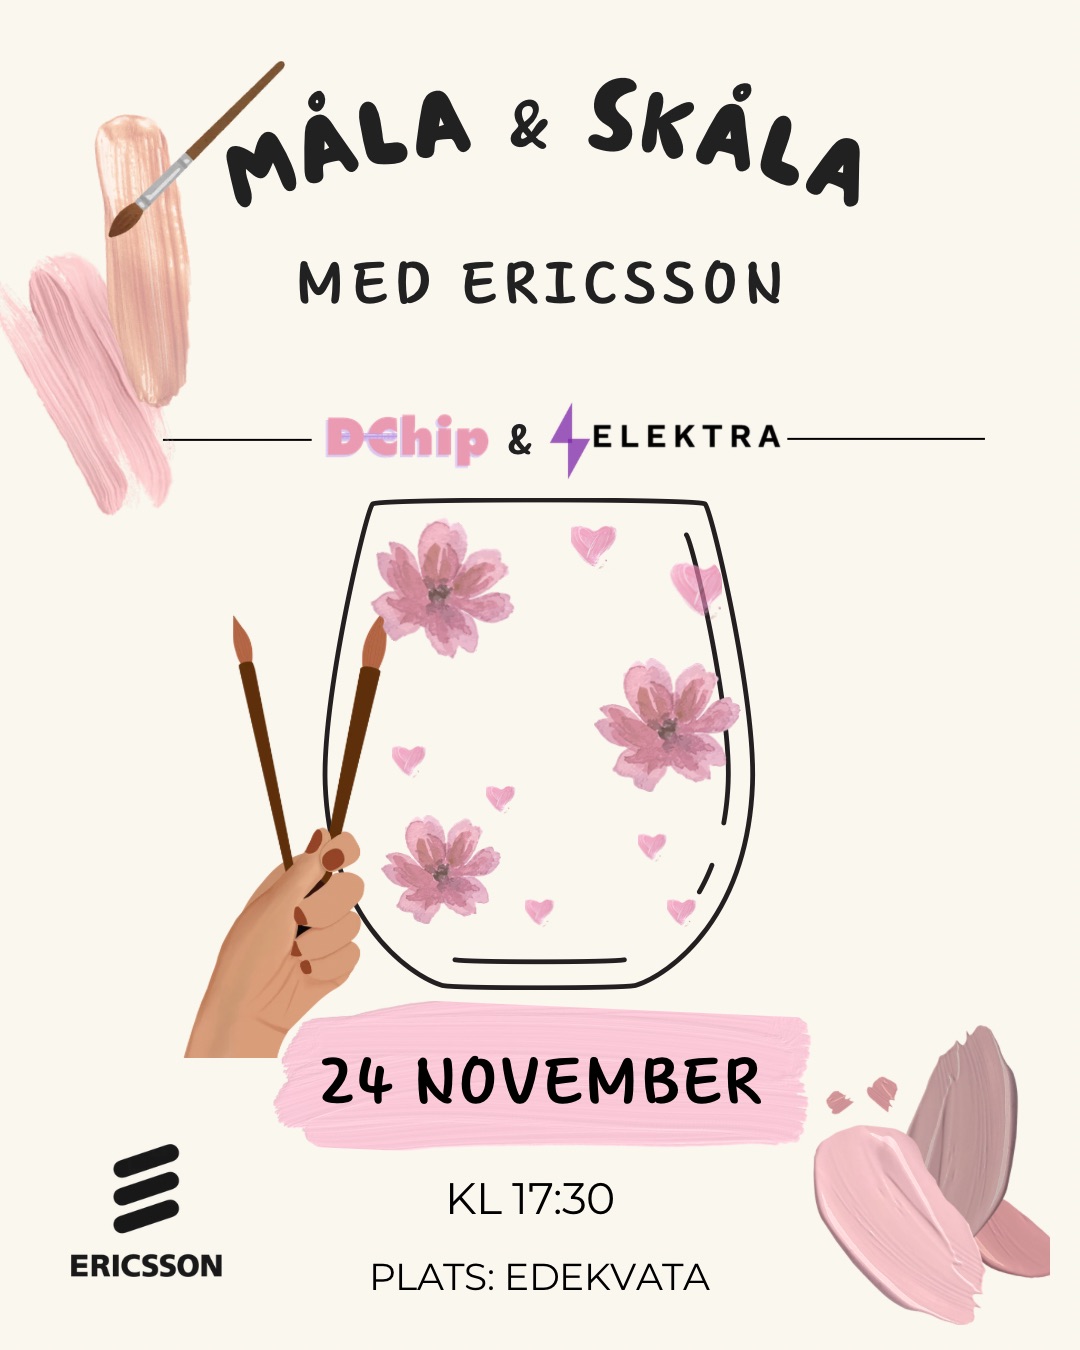 MÅLA & SKÅLA
MED ERICSSON
DChip & ELEKTRA
24 NOVEMBER
KL 17:30
PLATS: EDEKVATA
ERICSSON